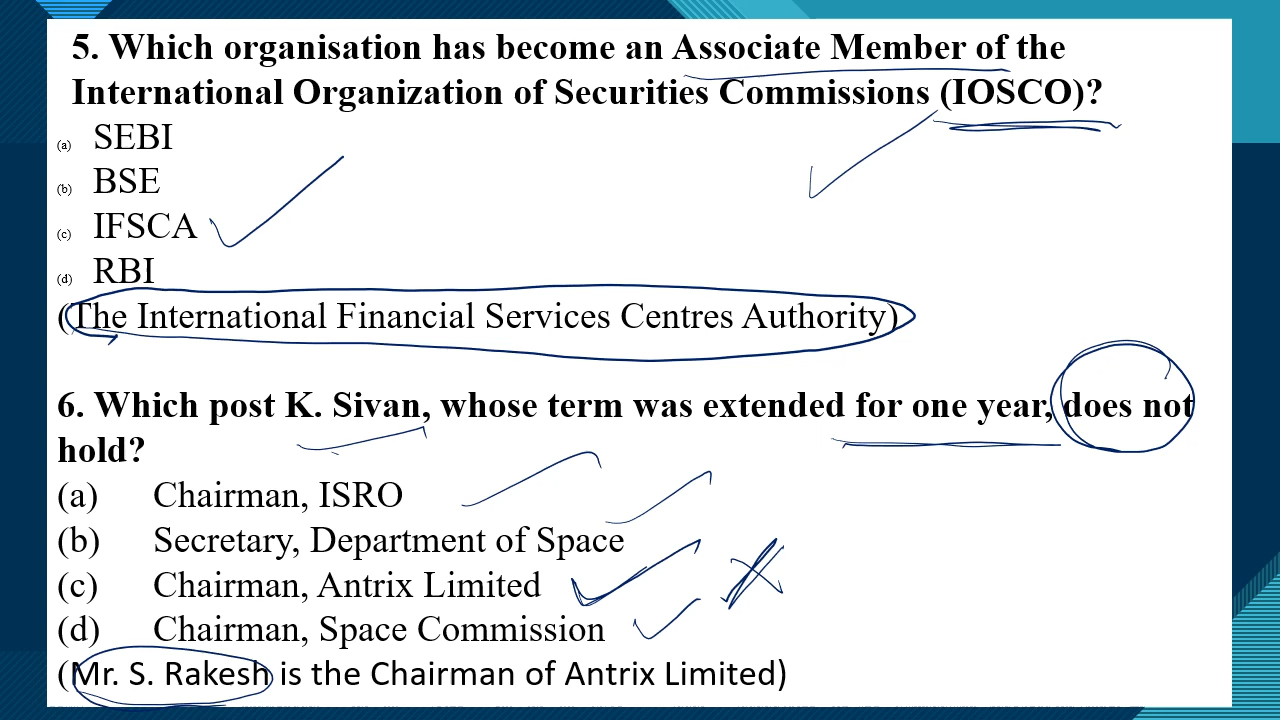 5. Which organisation has become an Associate Member of the
International Organization of Securities Commissions (IOSCO)?
(a) SEBI
(b) BSE
(c) IFSCA
(d) RBI
(The International Financial Services Centres Authority)
6. Which post K. Sivan, whose term was extended for one year, does not
hold?
(a) Chairman, ISRO
(b) Secretary, Department of Space
(c) Chairman, Antrix Limited
(d) Chairman, Space Commission
(Mr. S. Rakesh is the Chairman of Antrix Limited)